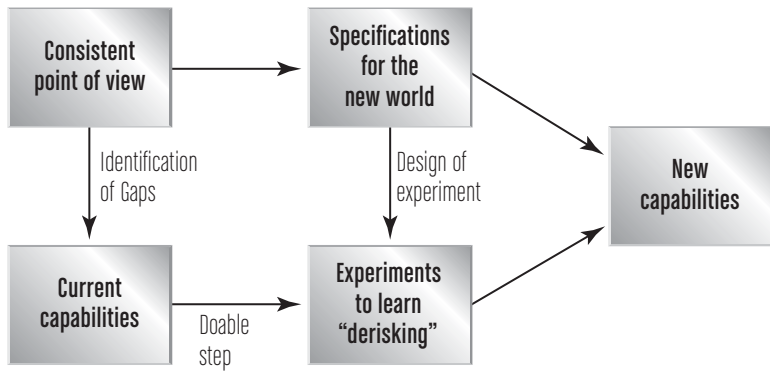 Consistent
point of view
Specifications
for the
new world
Identification
of Gaps
Design of
experiment
New
capabilities
Current
capabilities
Doable
step
Experiments
to learn
“derisking”